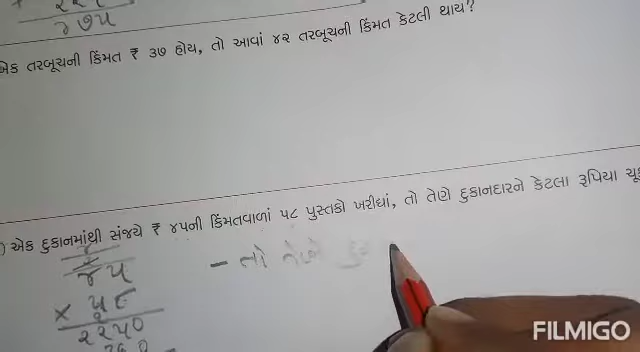 ૪૭૫
એક તરબૂચની કિંમત ₹ ૩૭ હોય, તો આવાં ૪૨ તરબૂચની કિંમત કેટલી થાય?
) એક દુકાનમાંથી સંજયે ₹ ૪૫ની કિંમતવાળાં ૫૮ પુસ્તકો ખરીધાં, તો તેણે દુકાનદારને કેટલા રૂપિયા ચૂ
૪૫
- તો તેણે
× ૫૮
૨૨૫૦
FILMIGO